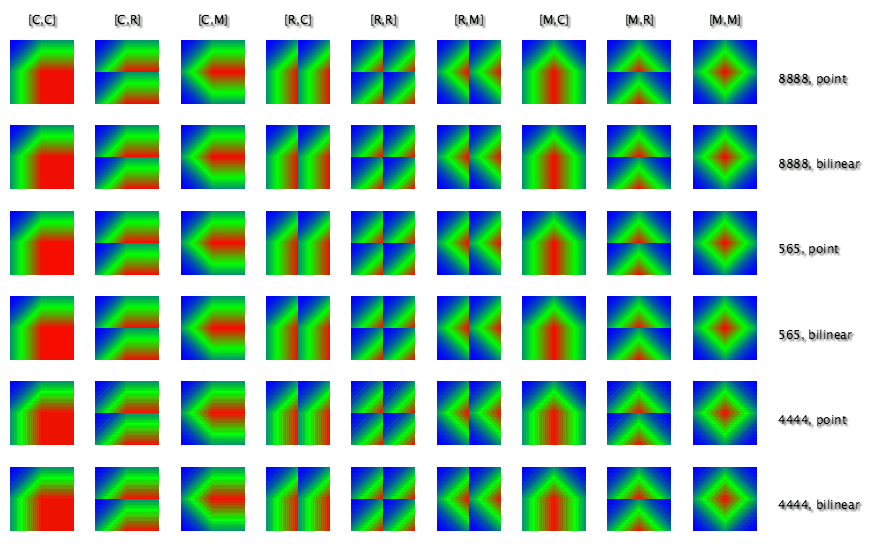 [C,C] [C,R] [C,M] [R,C] [R,R] [R,M] [M,C] [M,R] [M,M]
8888, point
8888, bilinear
565, point
565, bilinear
4444, point
4444, bilinear